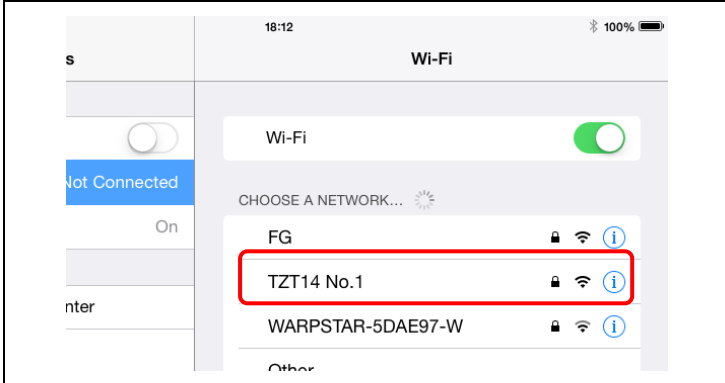 18:12
100%
s
Wi-Fi
Wi-Fi
Not Connected
CHOOSE A NETWORK...
On
FG
TZT14 No.1
nter
WARPSTAR-5DAE97-W
Other